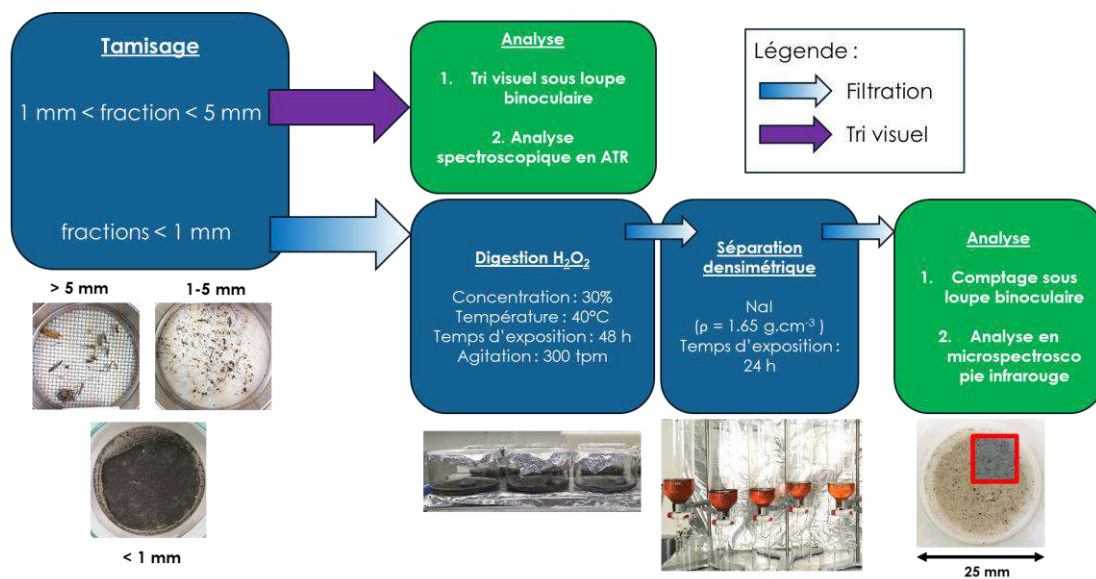 Tamisage
1 mm < fraction < 5 mm
fractions < 1 mm
Analyse
1. Tri visuel sous loupe
binoculaire
2. Analyse
spectroscopique en ATR
Légende :
Filtration
Tri visuel
Digestion H₂O₂
Concentration : 30%
Température : 40°C
Temps d'exposition : 48 h
Agitation : 300 tpm
Séparation
densimétrique
NaI
(ρ = 1.65 g.cm⁻³ )
Temps d'exposition :
24 h
Analyse
1. Comptage sous
loupe binoculaire
2. Analyse en
microspectrosco
pie infrarouge
> 5 mm
1-5 mm
< 1 mm
25 mm